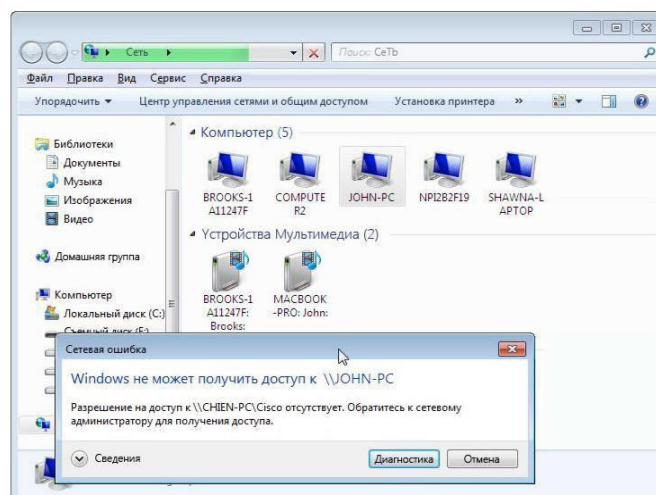 Сеть
Поиск: СеТЬ
Файл Правка Вид Сервис Справка
Упорядочить Центр управления сетями и общим доступом Установка принтера »
Библиотеки
Документы
Музыка
Изображения
Видео
Домашняя группа
Компьютер
Локальный диск (C:)
Съемный диск (F:)
Компьютер (5)
BROOKS-1 COMPUTE JOHN-PC NPI2B2F19 SHAWNA-L
A11247F R2 APTOP
Устройства Мультимедиа (2)
BROOKS-1 MACBOOK
A11247F: -PRO: John:
Brooks:
Сетевая ошибка
Windows не может получить доступ к \\JOHN-PC
Разрешение на доступ к \\CHIEN-PC\Cisco отсутствует. Обратитесь к сетевому
администратору для получения доступа.
Сведения
Диагностика Отмена